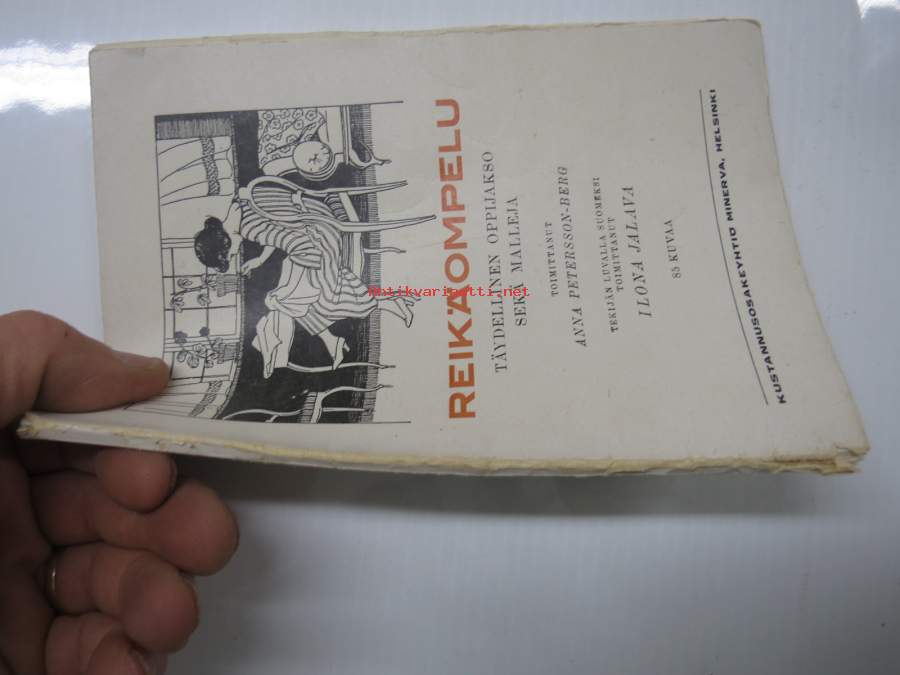 REIKÄOMPELU
TÄYDELLINEN OPPIJAKSO
SEKÄ MALLEJA
TOIMITTANUT
ANNA PETERSSON-BERG
TEKIJÄN LUVALLA SUOMEKSI
TOIMITTANUT
ILONA JALAVA
85 KUVAA
KUSTANNUSOSAKEYHTIÖ MINERVA, HELSINKI
antikvariaatti.net